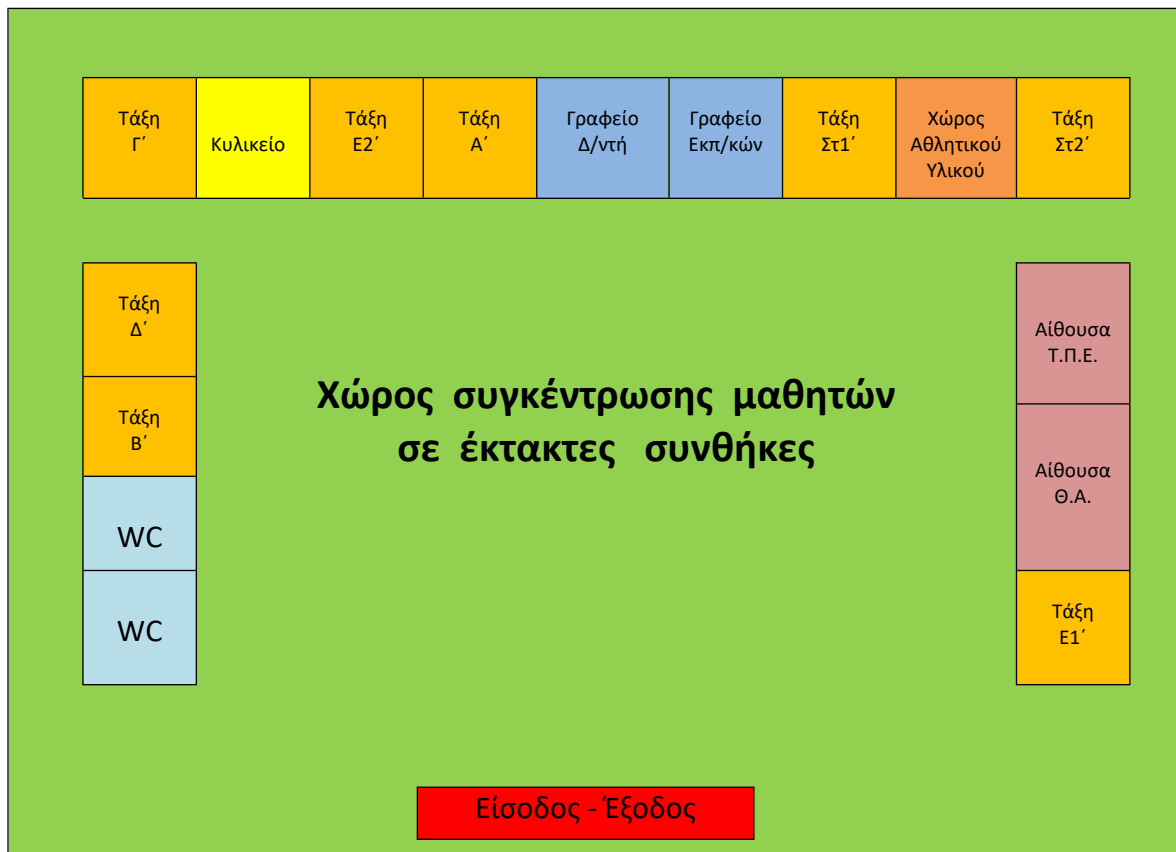 Τάξη
Γ΄
Κυλικείο
Τάξη
Ε2΄
Τάξη
Α΄
Γραφείο
Δ/ντή
Γραφείο
Εκπ/κών
Τάξη
Στ1΄
Χώρος
Αθλητικού
Υλικού
Τάξη
Στ2΄
Τάξη
Δ΄
Τάξη
Β΄
WC
WC
Χώρος συγκέντρωσης μαθητών
σε έκτακτες συνθήκες
Αίθουσα
Τ.Π.Ε.
Αίθουσα
Θ.Α.
Τάξη
Ε1΄
Είσοδος - Έξοδος